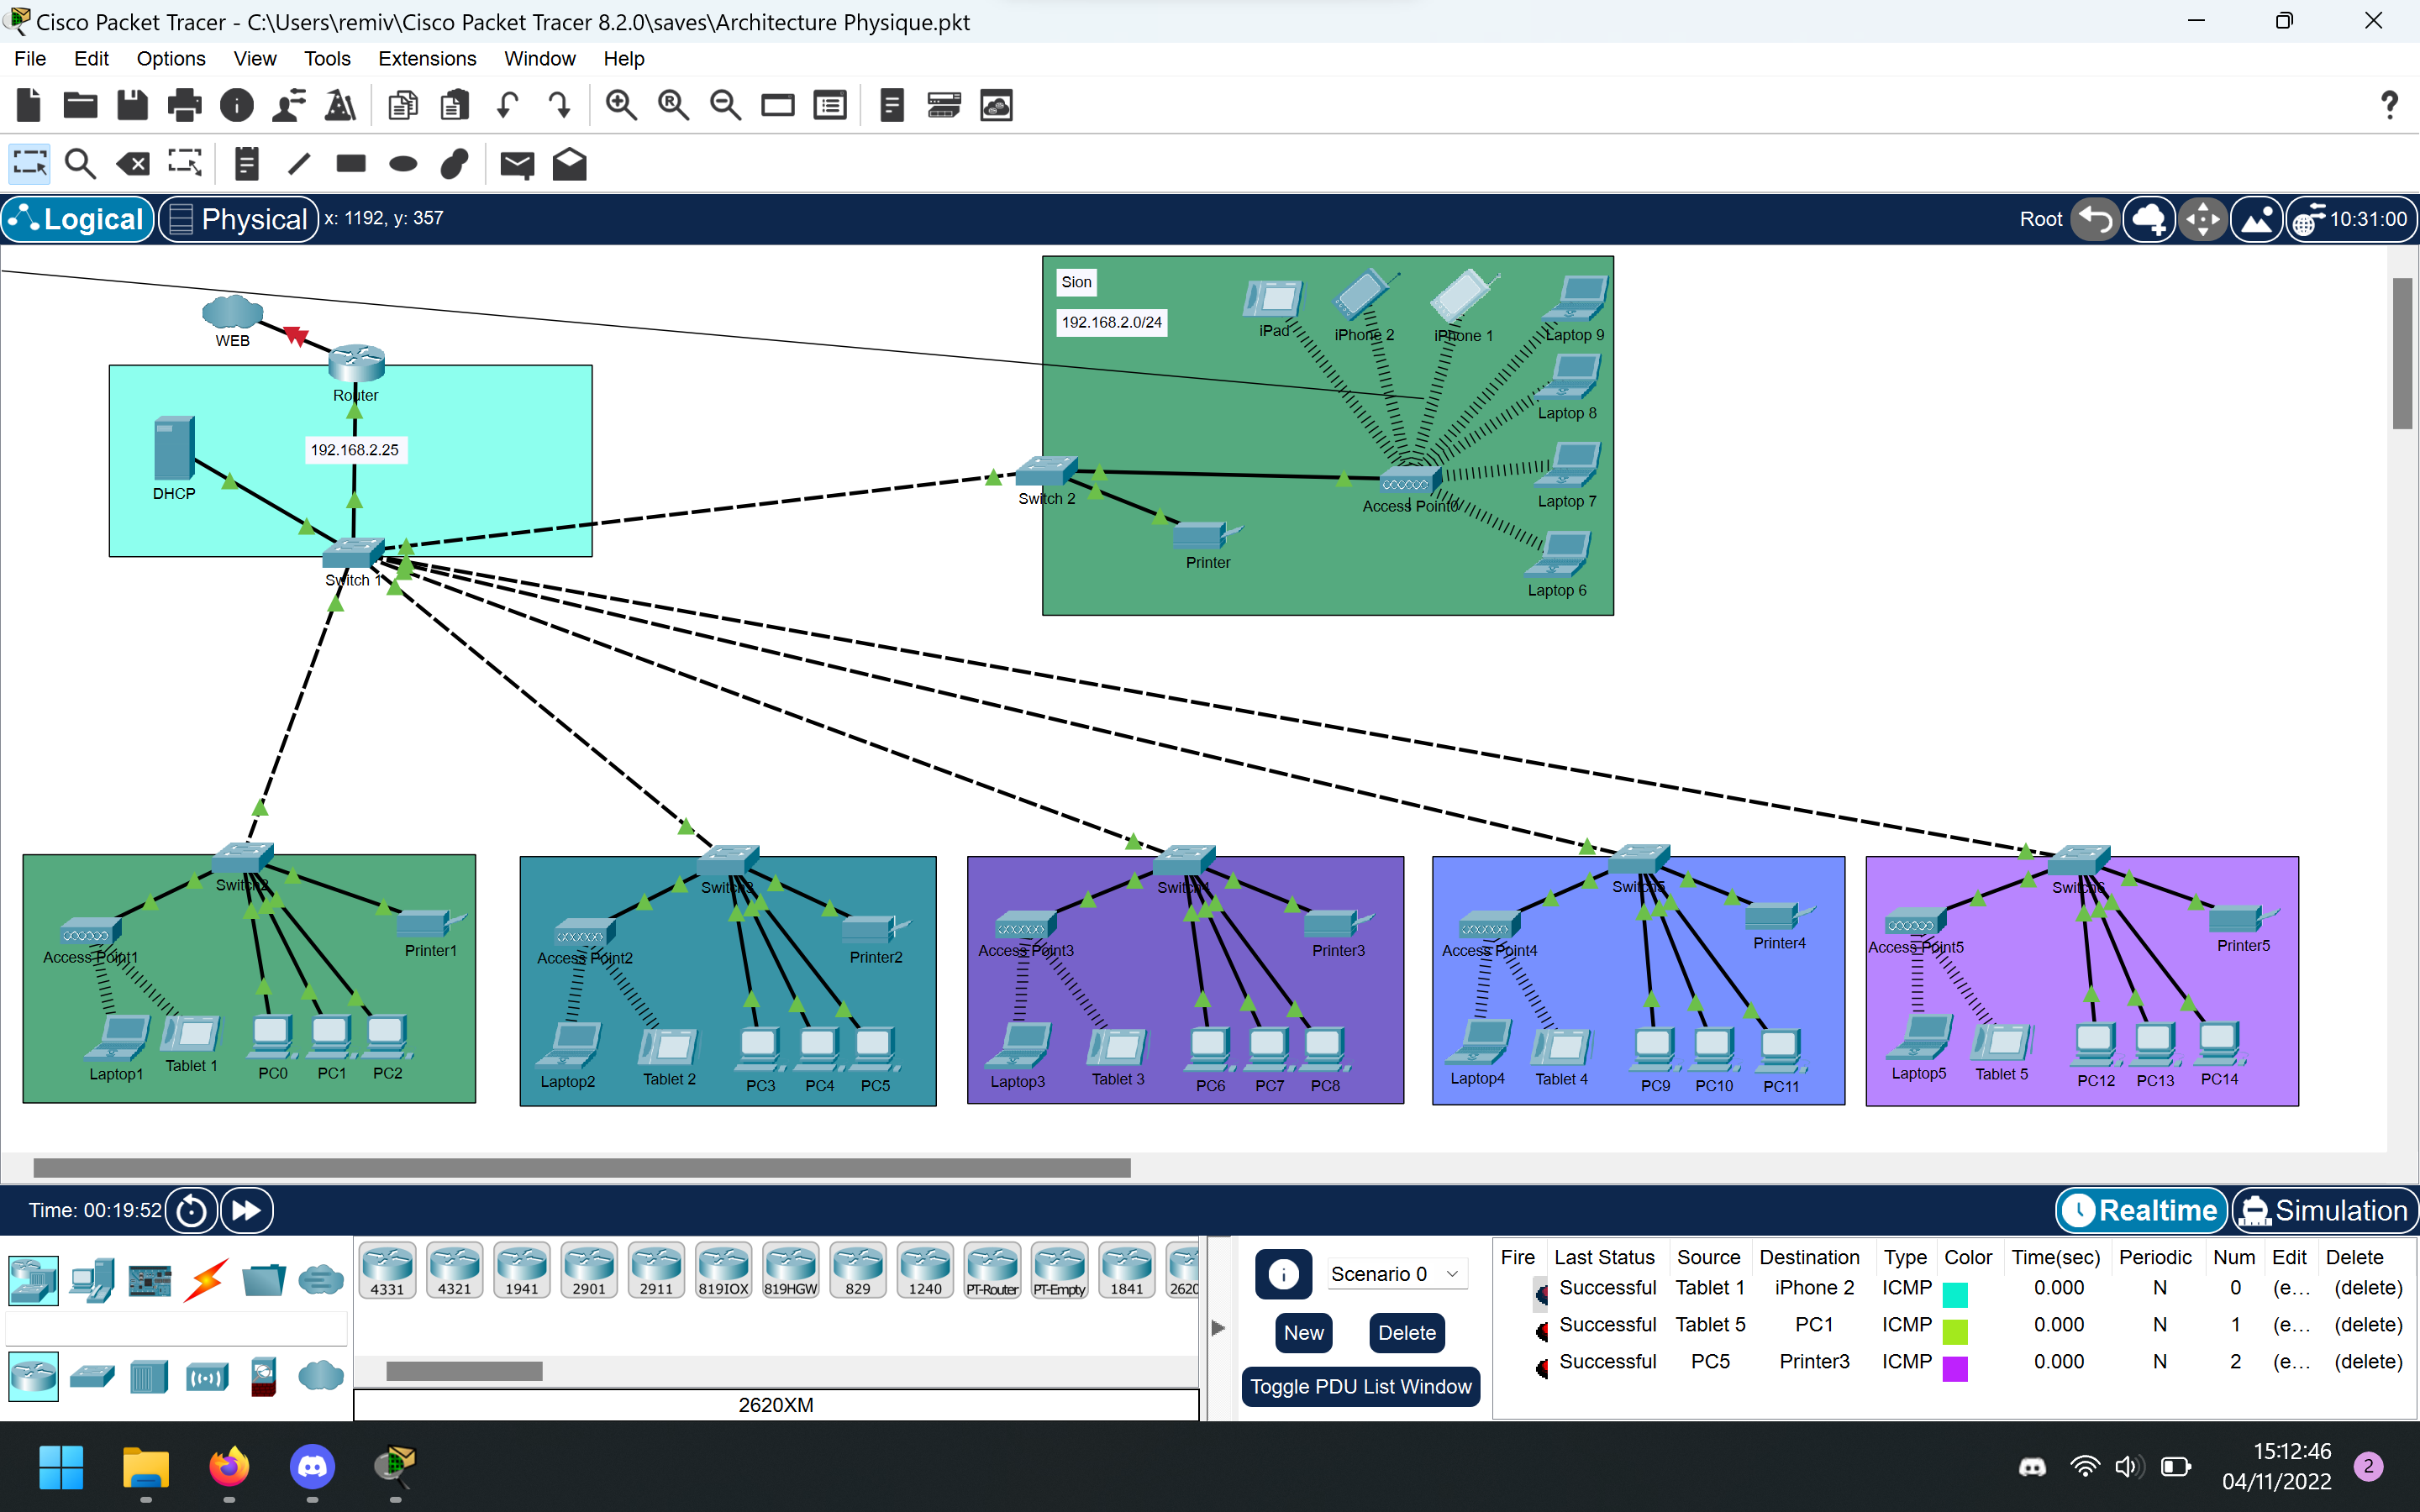 Cisco Packet Tracer - C:\Users\remiv\Cisco Packet Tracer 8.2.0\saves\Architecture Physique.pkt
File Edit Options View Tools Extensions Window Help
Logical Physical x: 1192, y: 357 Root 10:31:00
Sion
192.168.2.0/24
iPad
iPhone 2
iPhone 1
Laptop 9
Laptop 8
Laptop 7
Laptop 6
Access Point0
Switch 2
Printer
WEB
Router
192.168.2.25
DHCP
Switch 1
Switch2
Access Point1
Printer1
Laptop1
Tablet 1
PC0
PC1
PC2
Switch3
Access Point2
Printer2
Laptop2
Tablet 2
PC3
PC4
PC5
Switch4
Access Point3
Printer3
Laptop3
Tablet 3
PC6
PC7
PC8
Switch5
Access Point4
Printer4
Laptop4
Tablet 4
PC9
PC10
PC11
Switch6
Access Point5
Printer5
Laptop5
Tablet 5
PC12
PC13
PC14
Time: 00:19:52 Realtime Simulation
4331 4321 1941 2901 2911 819IOX 819HGW 829 1240 PT-Router PT-Empty 1841 2620
2620XM
Scenario 0
New Delete
Toggle PDU List Window
Fire Last Status Source Destination Type Color Time(sec) Periodic Num Edit Delete
Successful Tablet 1 iPhone 2 ICMP 0.000 N 0 (e... (delete)
Successful Tablet 5 PC1 ICMP 0.000 N 1 (e... (delete)
Successful PC5 Printer3 ICMP 0.000 N 2 (e... (delete)
15:12:46
04/11/2022
2